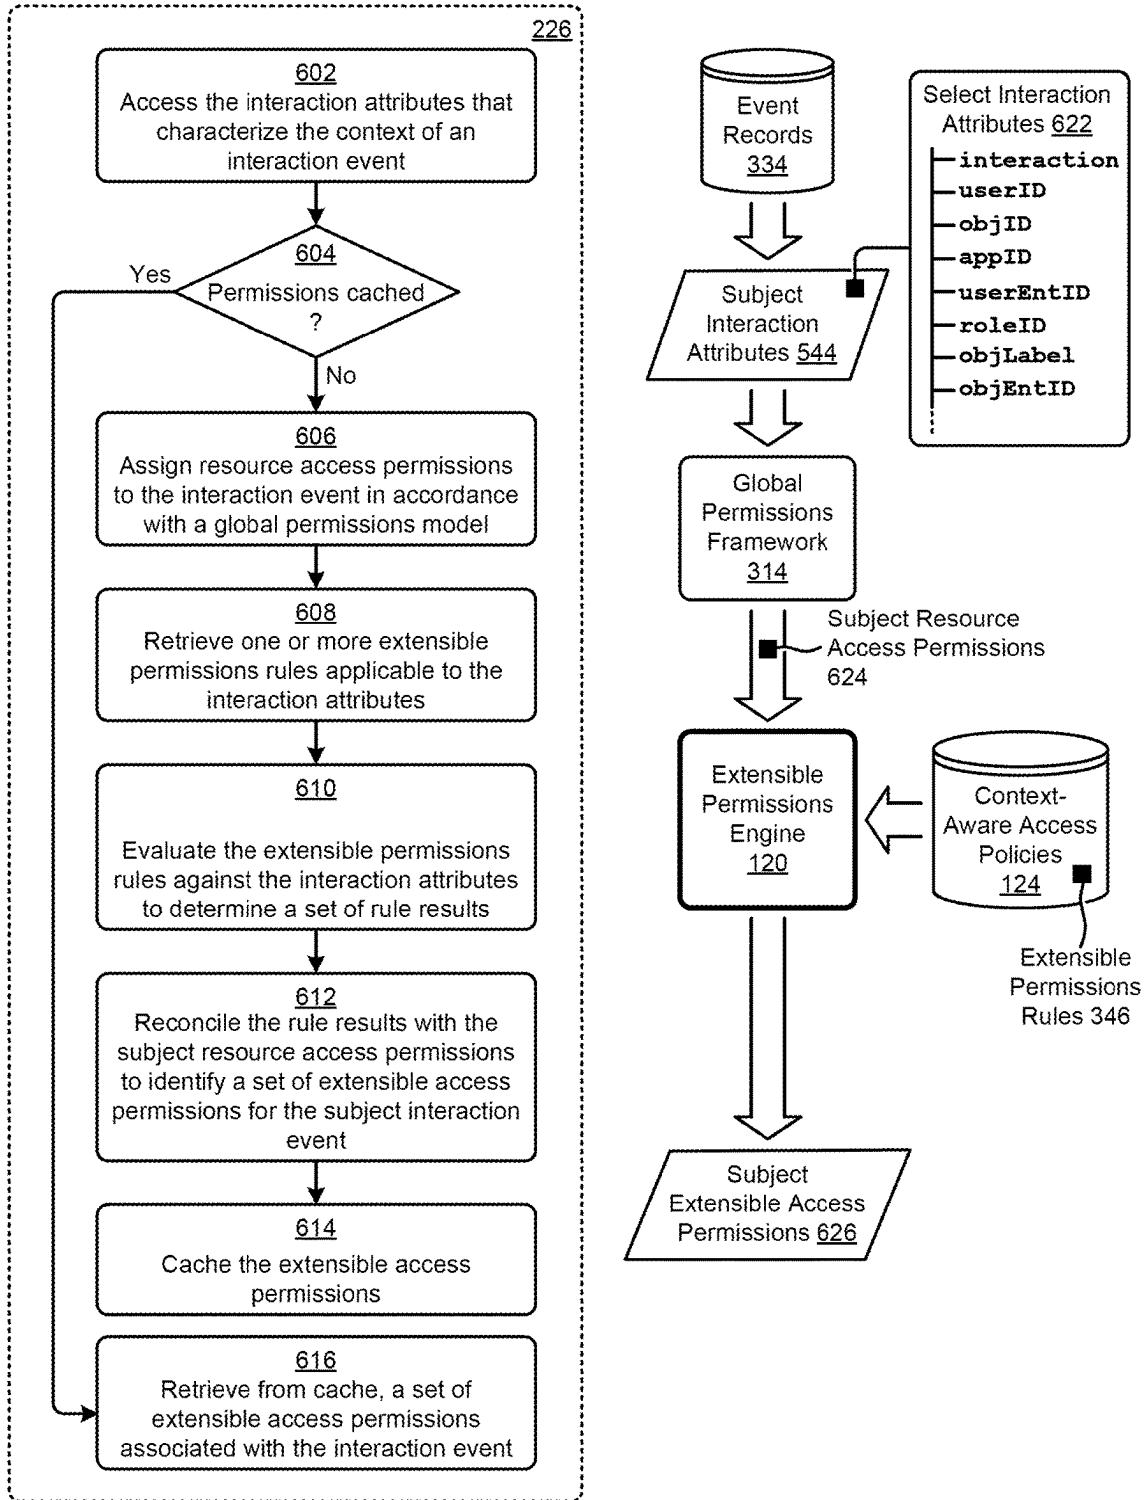 226
602
Access the interaction attributes that
characterize the context of an
interaction event
604
Permissions cached
?
Yes
No
606
Assign resource access permissions
to the interaction event in accordance
with a global permissions model
608
Retrieve one or more extensible
permissions rules applicable to the
interaction attributes
610
Evaluate the extensible permissions
rules against the interaction attributes
to determine a set of rule results
612
Reconcile the rule results with the
subject resource access permissions
to identify a set of extensible access
permissions for the subject interaction
event
614
Cache the extensible access
permissions
616
Retrieve from cache, a set of
extensible access permissions
associated with the interaction event
Event
Records
334
Select Interaction
Attributes 622
interaction
userID
objID
appID
userEntID
roleID
objLabel
objEntID
Subject
Interaction
Attributes 544
Global
Permissions
Framework
314
Subject Resource
Access Permissions
624
Extensible
Permissions
Engine
120
Context-
Aware Access
Policies
124
Extensible
Permissions
Rules 346
Subject
Extensible Access
Permissions 626